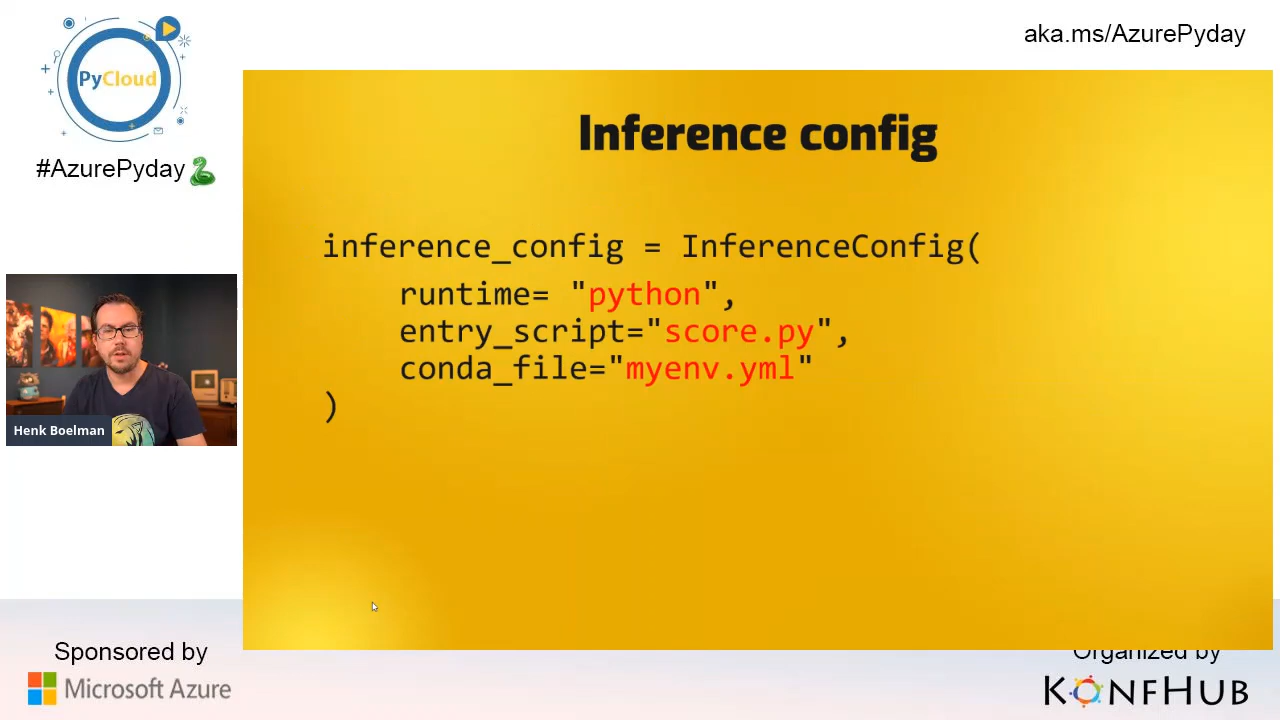 PyCloud
#AzurePyday
aka.ms/AzurePyday
Inference config
inference_config = InferenceConfig(
runtime= "python",
entry_script="score.py",
conda_file="myenv.yml"
)
Henk Boelman
Sponsored by
Microsoft Azure
Organized by
KONFHUB